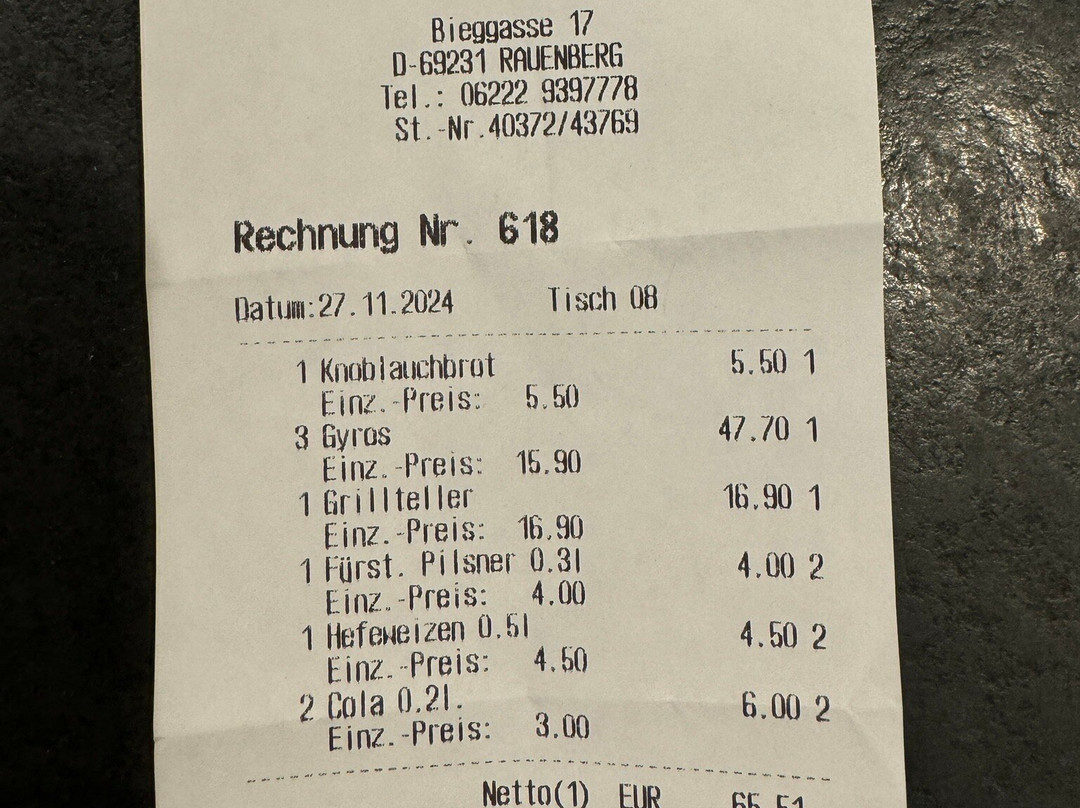 Bieggasse 17
D-69231 RAUENBERG
Tel.: 06222 9397778
St.-Nr.40372/43769
Rechnung Nr. 618
Datum:27.11.2024 Tisch 08
1 Knoblauchbrot 5.50 1
Einz.-Preis: 5.50
3 Gyros 47.70 1
Einz.-Preis: 15.90
1 Grillteller 16.90 1
Einz.-Preis: 16.90
1 Fürst. Pilsner 0.3l 4.00 2
Einz.-Preis: 4.00
1 Hefeweizen 0.5l 4.50 2
Einz.-Preis: 4.50
2 Cola 0.2l. 6.00 2
Einz.-Preis: 3.00
Netto(1) EUR